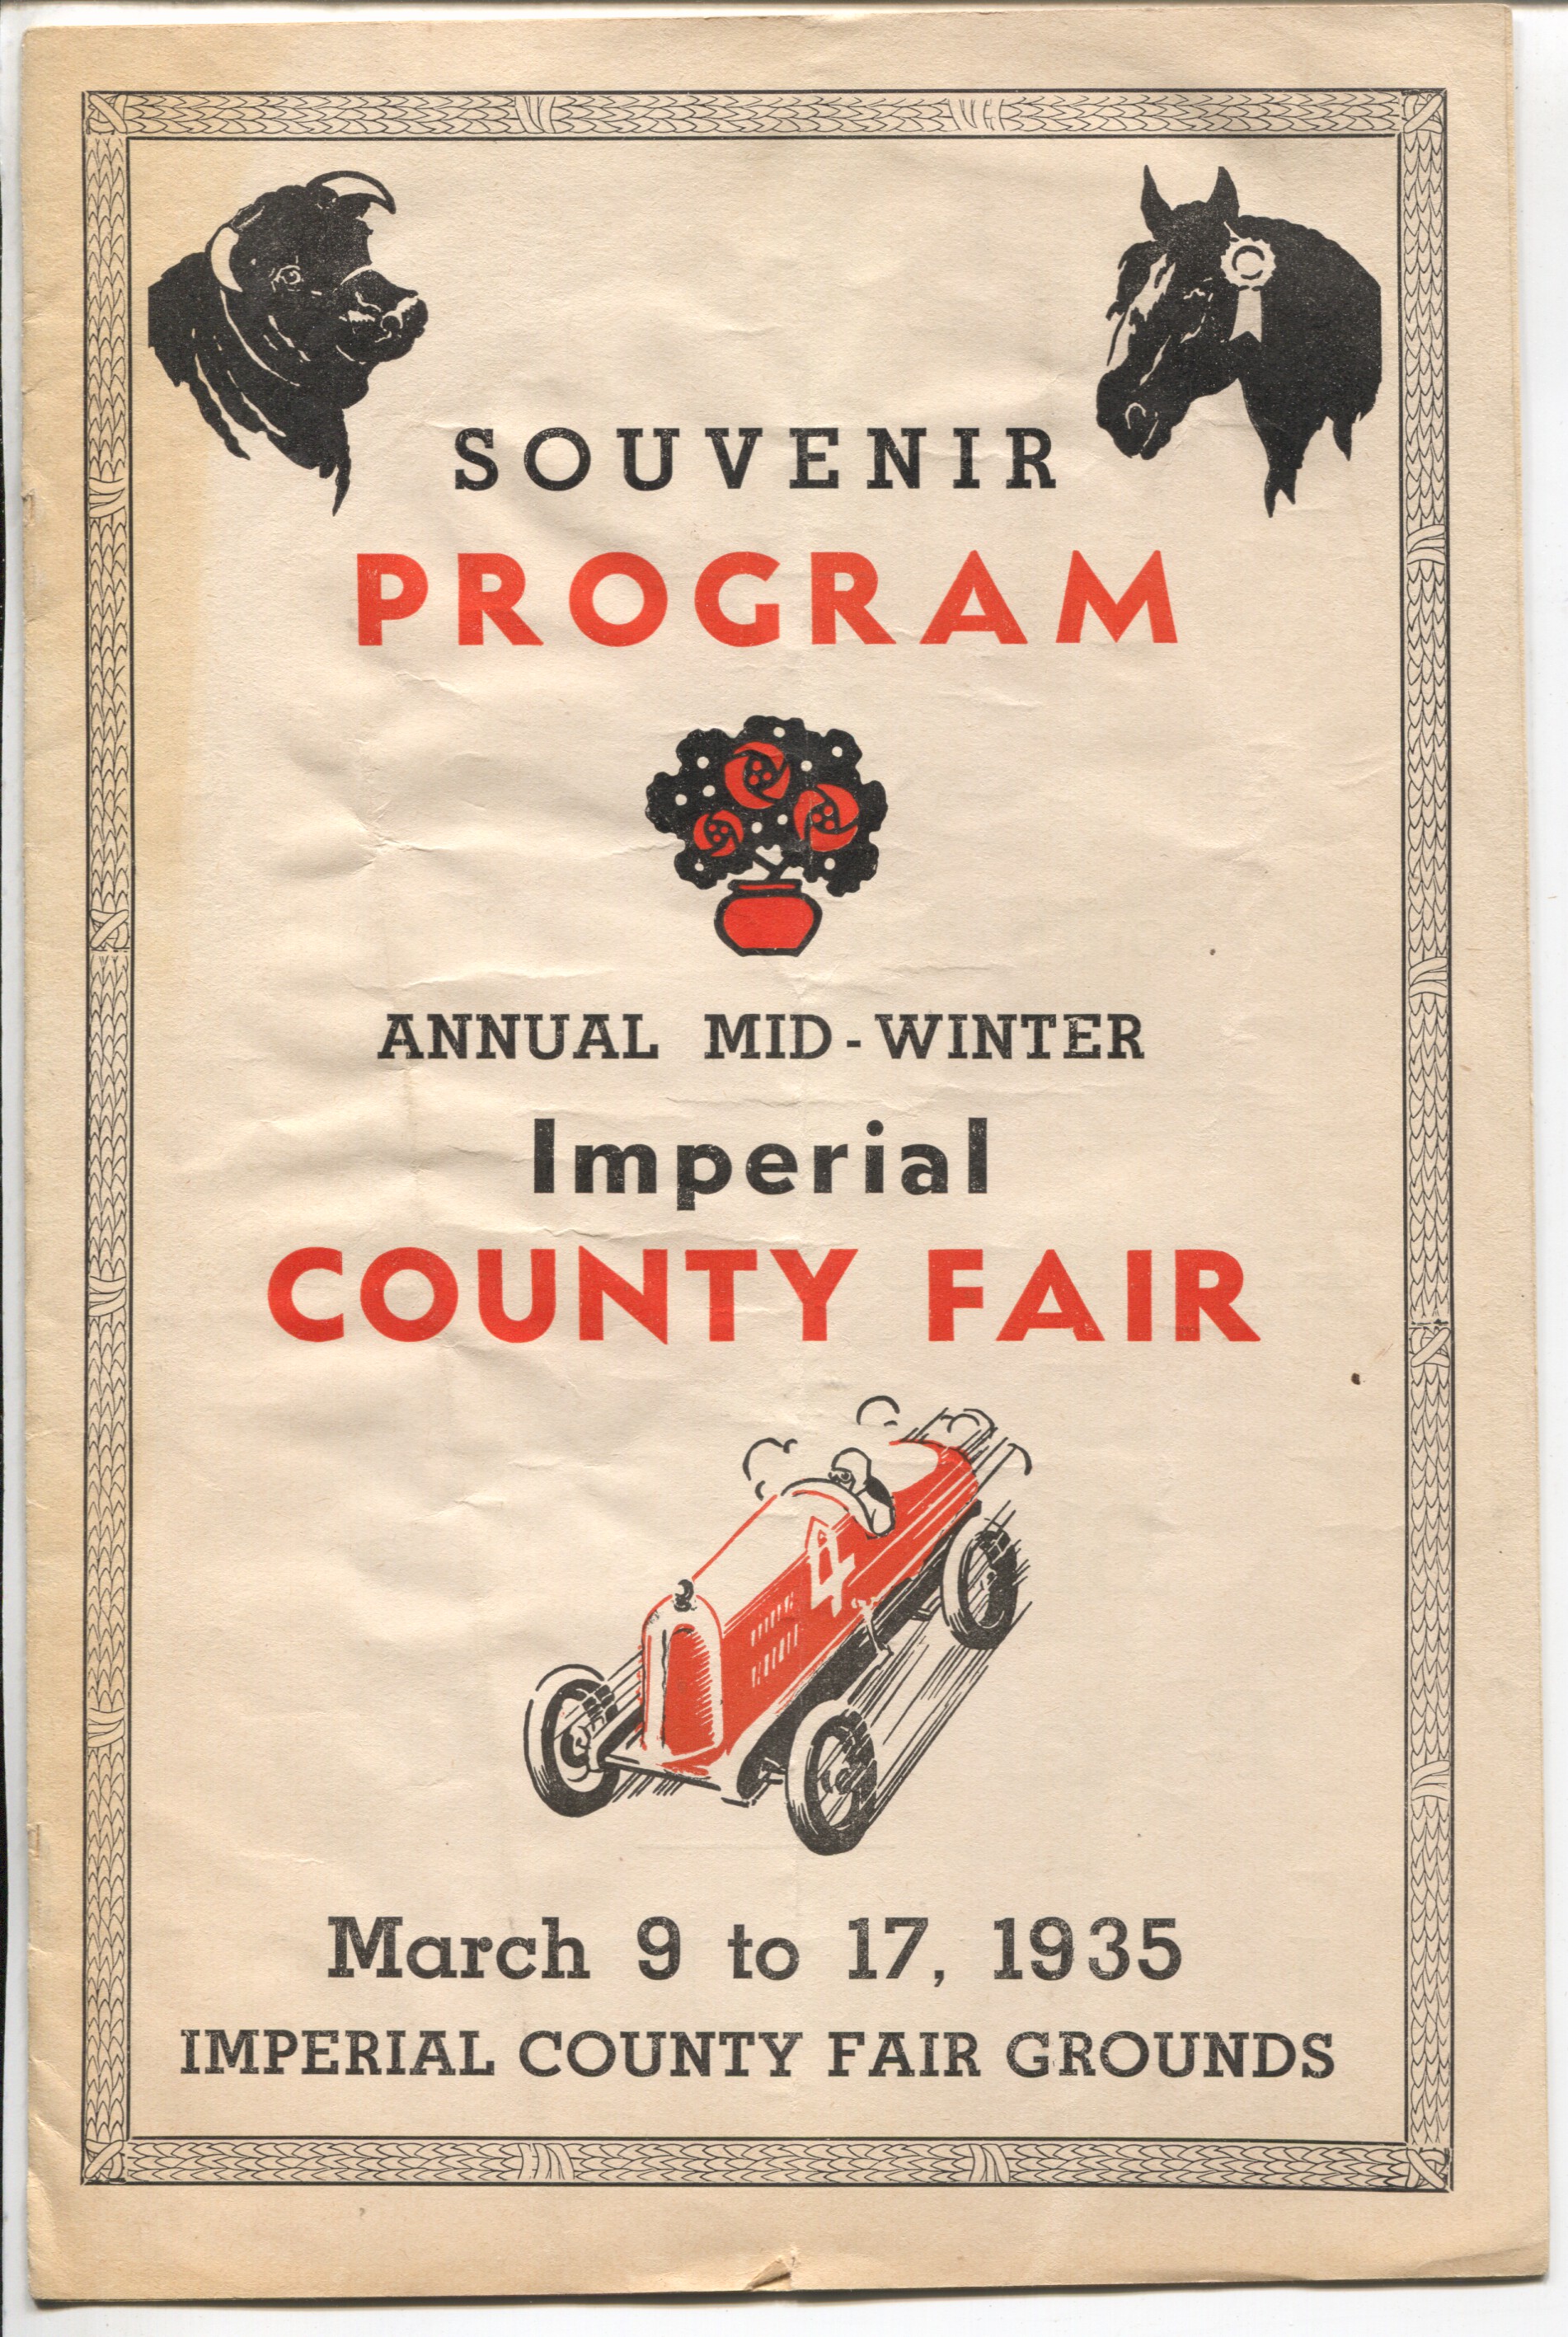 SOUVENIR
PROGRAM
ANNUAL MID-WINTER
Imperial
COUNTY FAIR
4
March 9 to 17, 1935
IMPERIAL COUNTY FAIR GROUNDS